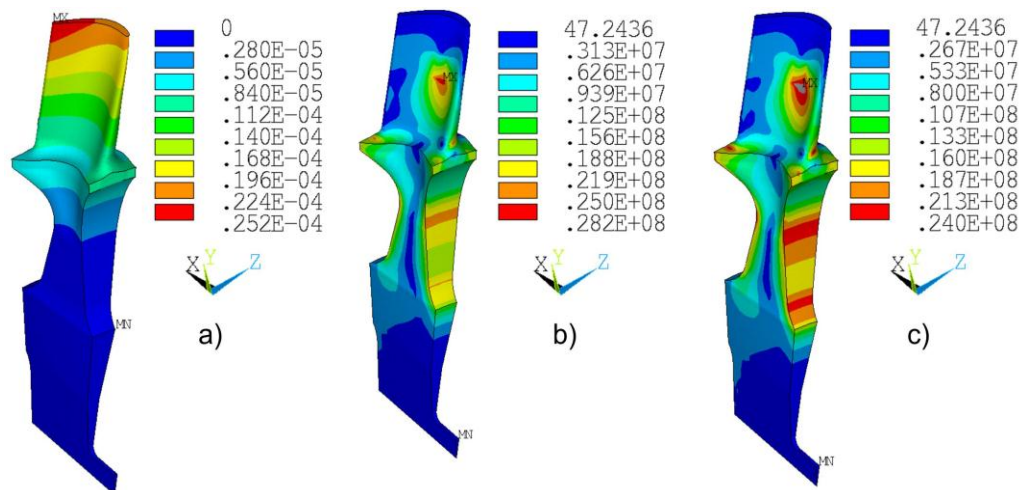 MX
0
.280E-05
.560E-05
.840E-05
.112E-04
.140E-04
.168E-04
.196E-04
.224E-04
.252E-04
X
Y
Z
MN
a)
MX
47.2436
.313E+07
.626E+07
.939E+07
.125E+08
.156E+08
.188E+08
.219E+08
.250E+08
.282E+08
X
Y
Z
MN
b)
MX
47.2436
.267E+07
.533E+07
.800E+07
.107E+08
.133E+08
.160E+08
.187E+08
.213E+08
.240E+08
X
Y
Z
MN
c)